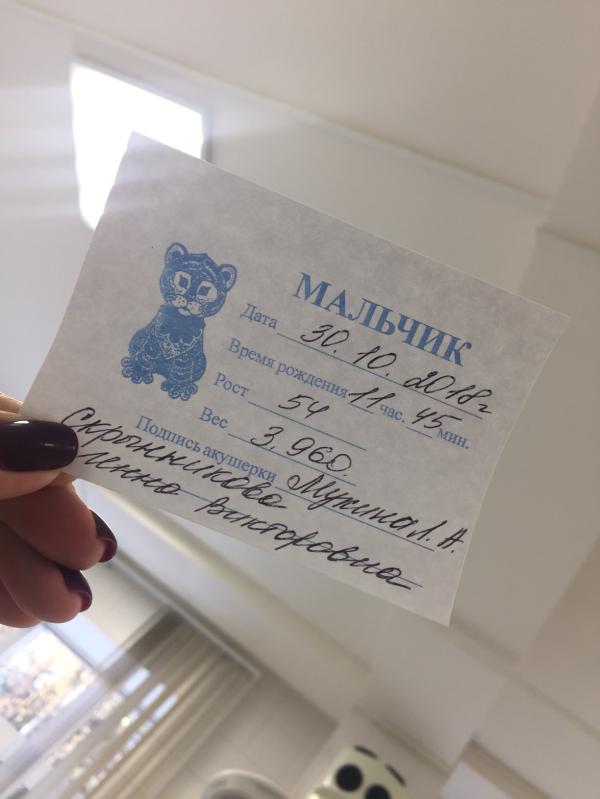 МАЛЬЧИК
Дата 30.10.2018г
Время рождения 11 час. 45 мин.
Рост 54
Вес 3,960.
Подпись акушерки
Скрынникова
Викторовна